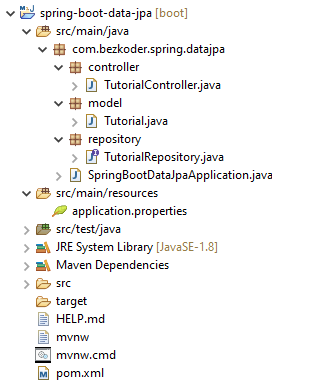 spring-boot-data-jpa [boot]
src/main/java
com.bezkoder.spring.datajpa
controller
TutorialController.java
model
Tutorial.java
repository
TutorialRepository.java
SpringBootDataJpaApplication.java
src/main/resources
application.properties
src/test/java
JRE System Library [JavaSE-1.8]
Maven Dependencies
src
target
HELP.md
mvnw
mvnw.cmd
pom.xml